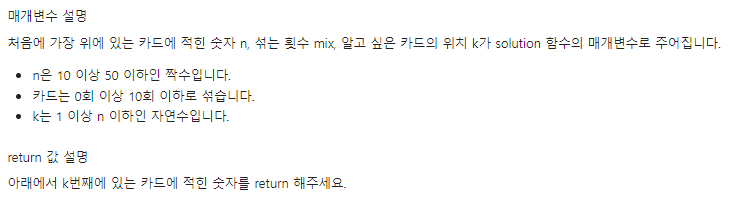 매개변수 설명
처음에 가장 위에 있는 카드에 적힌 숫자 n, 섞는 횟수 mix, 알고 싶은 카드의 위치 k가 solution 함수의 매개변수로 주어집니다.
• n은 10 이상 50 이하인 짝수입니다.
• 카드는 0회 이상 10회 이하로 섞습니다.
• k는 1 이상 n 이하인 자연수입니다.
return 값 설명
아래에서 k번째에 있는 카드에 적힌 숫자를 return 해주세요.